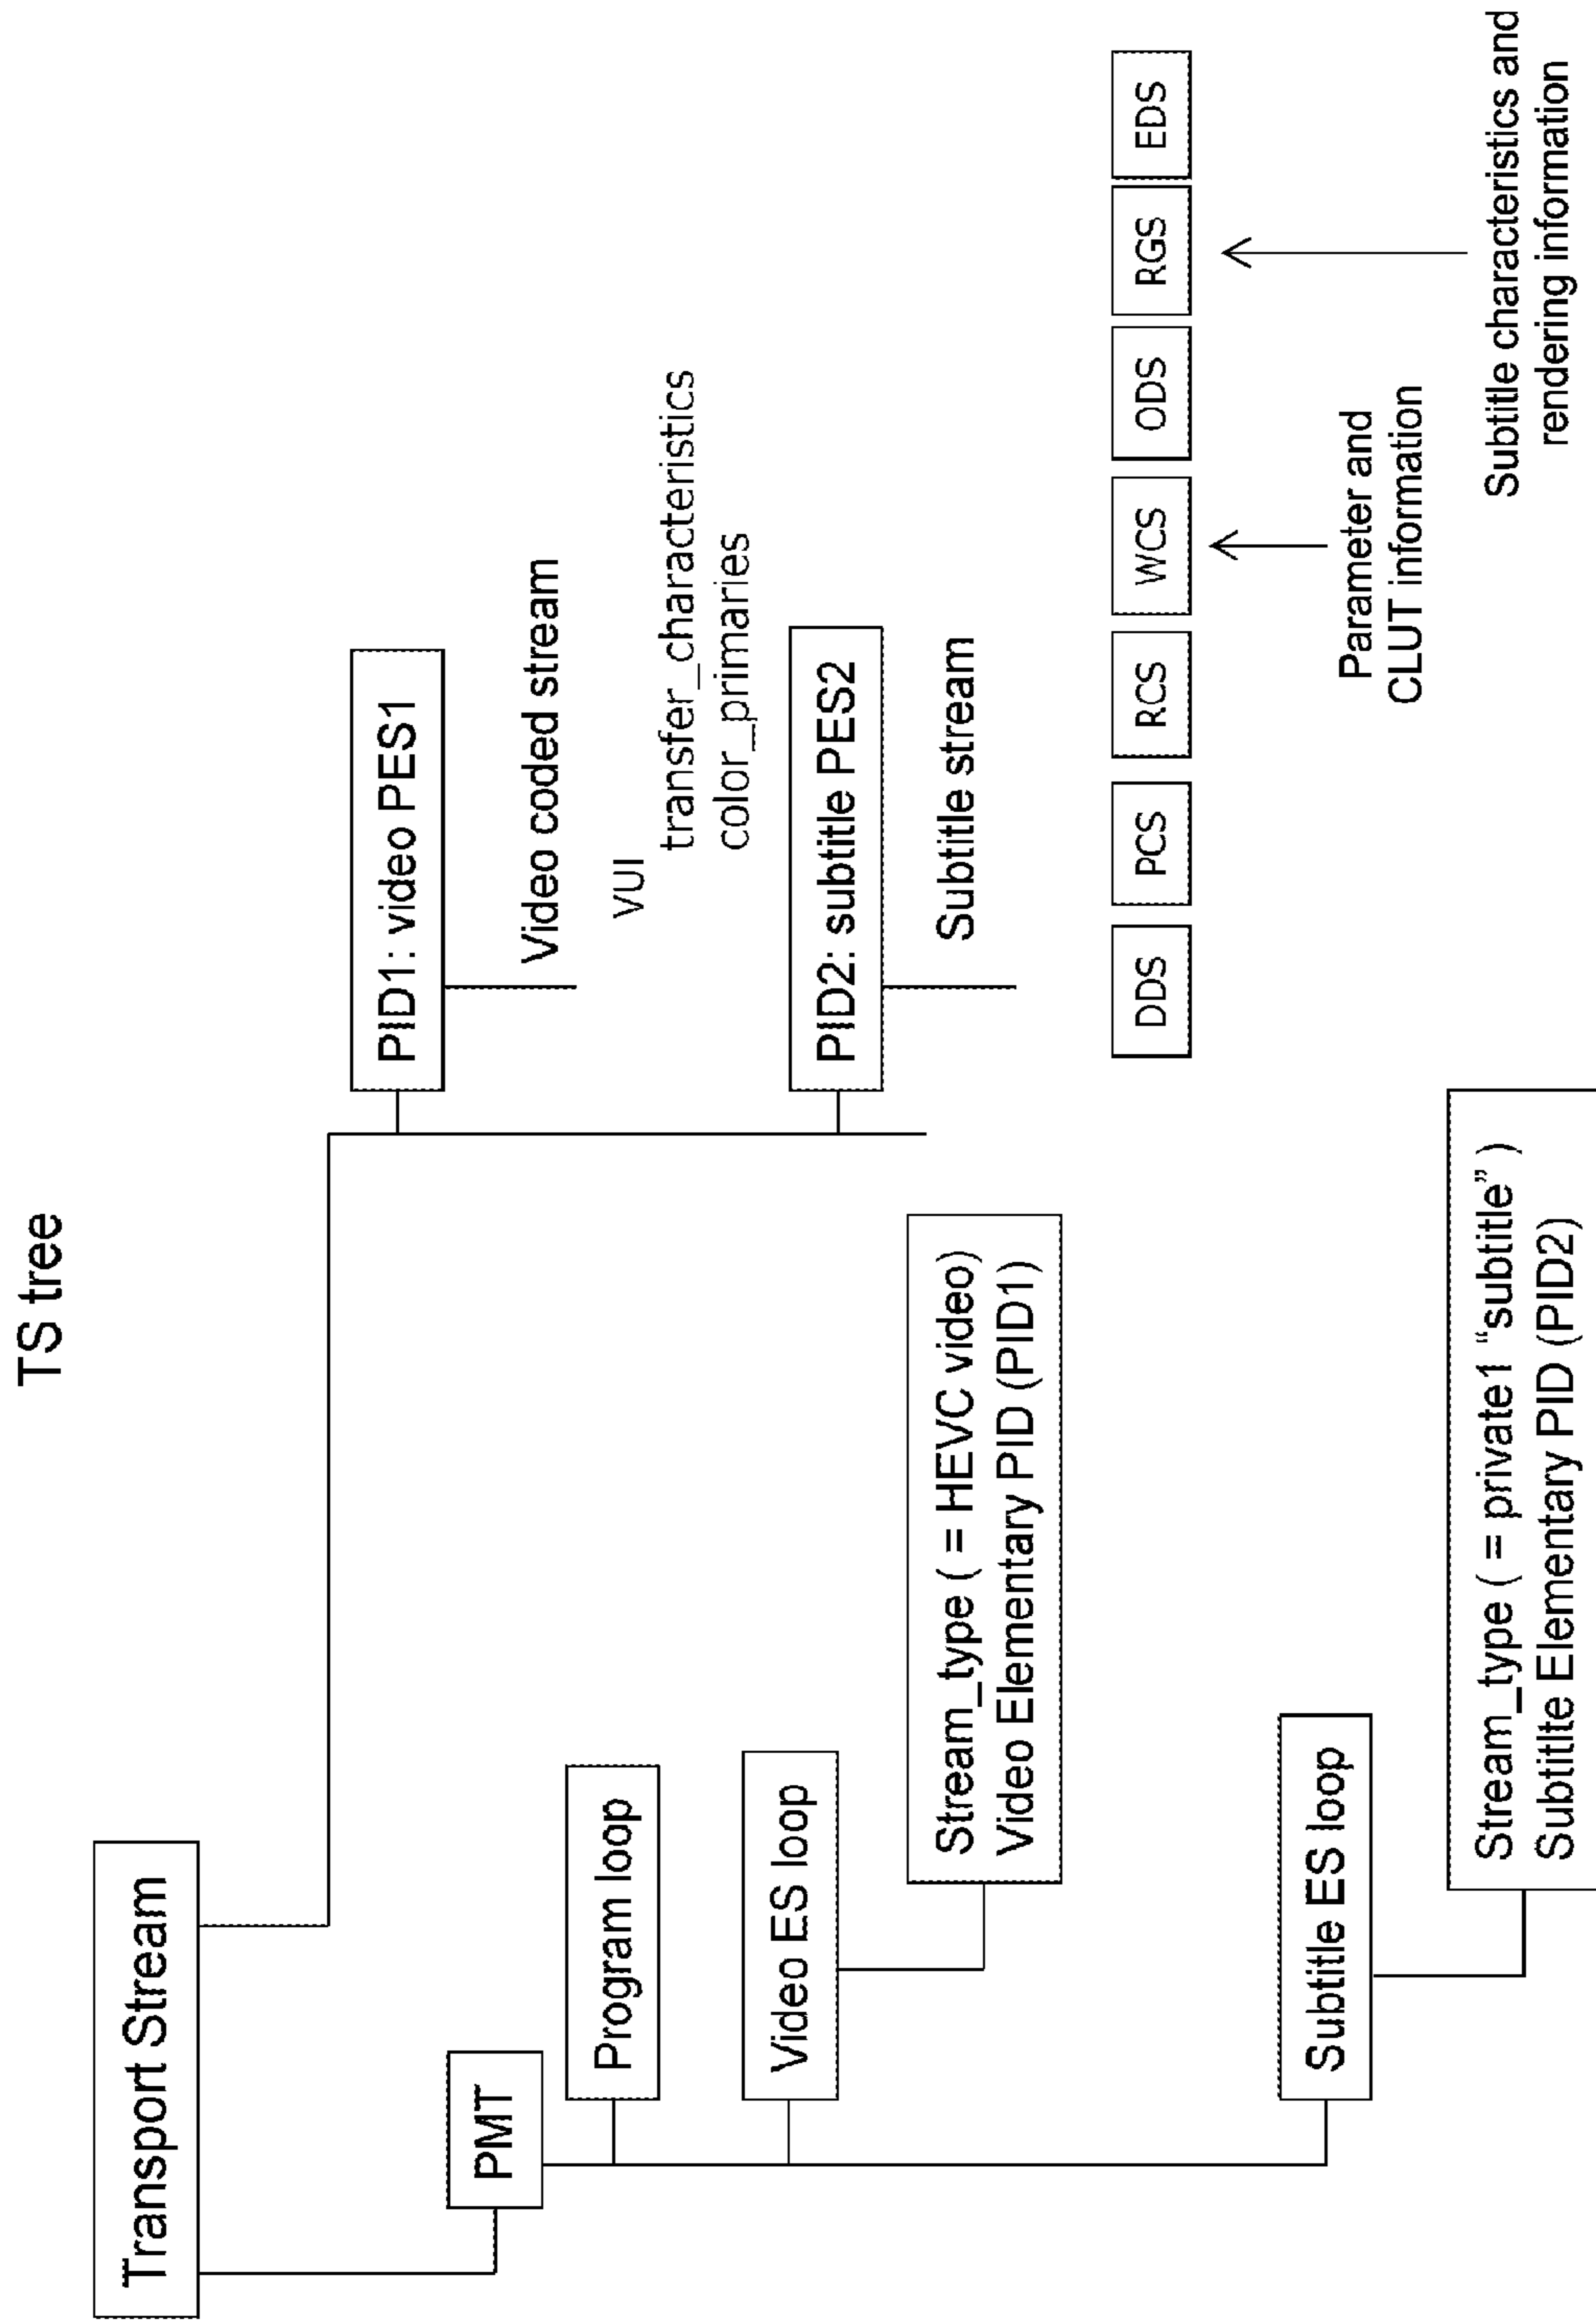 TS tree
Transport Stream
PMT
Program loop
Video ES loop
Stream_type ( = HEVC video)
Video Elementary PID (PID1)
Subtitle ES loop
Stream_type ( = private1 “subtitle” )
Subtitlte Elementary PID (PID2)
PID1: video PES1
Video coded stream
VUI
transfer_characteristics
color_primaries
PID2: subtitle PES2
Subtitle stream
DDS
PCS
RCS
WCS
ODS
RGS
EDS
Parameter and
CLUT information
Subtitle characteristics and
rendering information